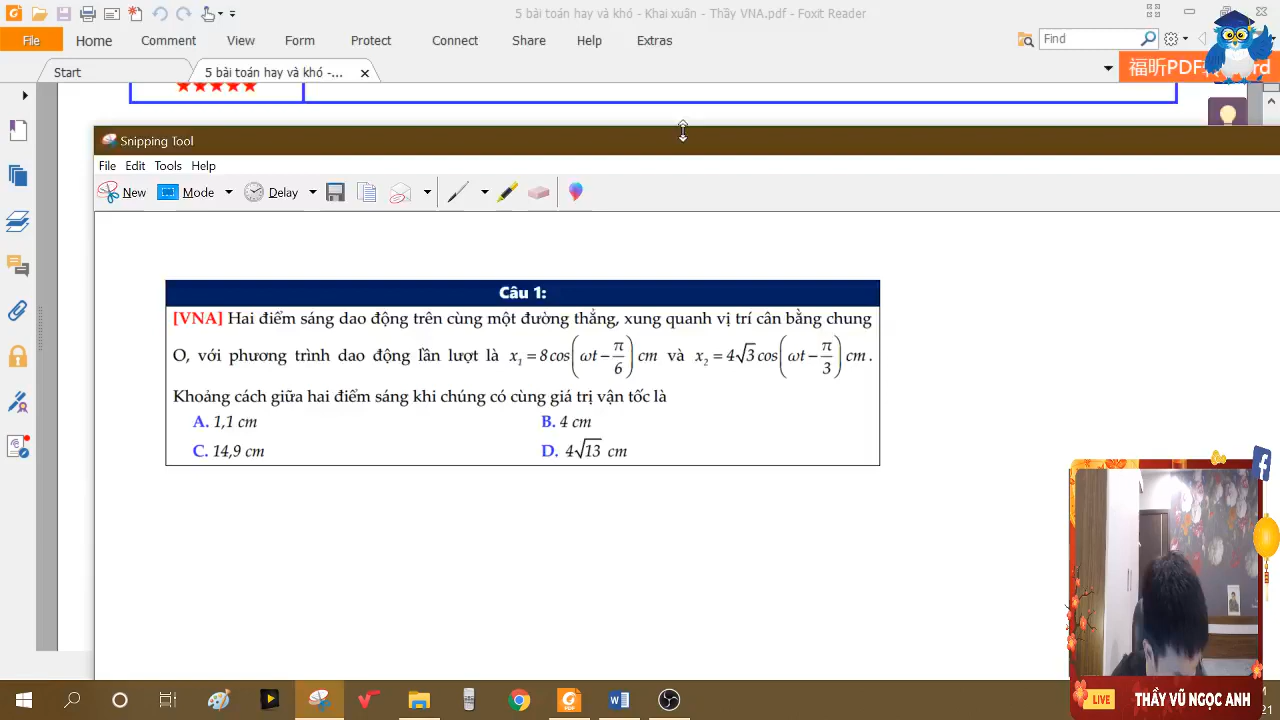 5 bài toán hay và khó - Khai xuân - Thầy VNA.pdf - Foxit Reader
File Home Comment View Form Protect Connect Share Help Extras Find
Start 5 bài toán hay và khó -...
福昕PDF
Snipping Tool
File Edit Tools Help
New Mode Delay
Câu 1:
[VNA] Hai điểm sáng dao động trên cùng một đường thẳng, xung quanh vị trí cân bằng chung
O, với phương trình dao động lần lượt là x₁ = 8cos(ωt − π/6) cm và x₂ = 4√3cos(ωt − π/3) cm.
Khoảng cách giữa hai điểm sáng khi chúng có cùng giá trị vận tốc là
A. 1,1 cm B. 4 cm
C. 14,9 cm D. 4√13 cm
LIVE THẦY VŨ NGỌC ANH